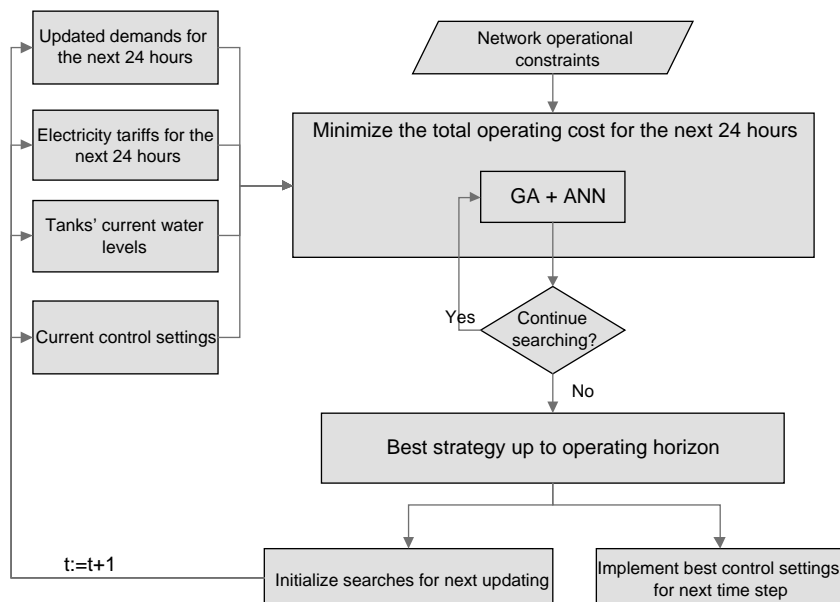 Updated demands for
the next 24 hours
Network operational
constraints
Electricity tariffs for the
next 24 hours
Minimize the total operating cost for the next 24 hours
GA + ANN
Tanks' current water
levels
Current control settings
Yes
Continue
searching?
No
Best strategy up to operating horizon
t:=t+1
Initialize searches for next updating
Implement best control settings
for next time step